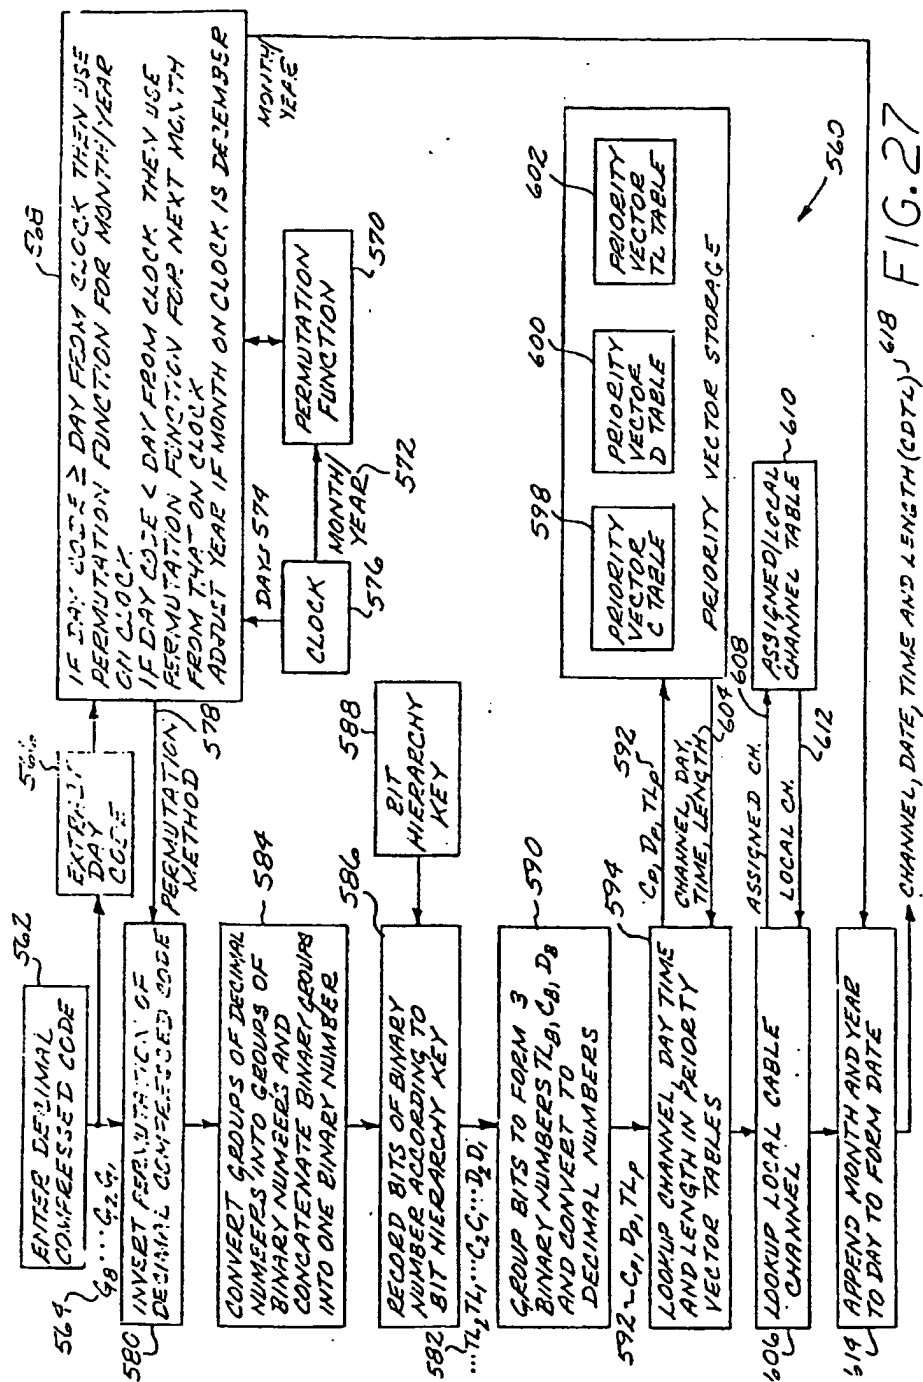 562
ENTER DECIMAL
COMPRESSED CODE
564
G8 ... G2 G1
EXTRACT
DAY
CODE
568
IF DAY CODE ≥ DAY FROM CLOCK THEN USE
PERMUTATION FUNCTION FOR MONTH/YEAR
ON CLOCK
IF DAY CODE < DAY FROM CLOCK THEN USE
PERMUTATION FUNCTION FOR NEXT MONTH
FROM THAT ON CLOCK
ADJUST YEAR IF MONTH ON CLOCK IS DECEMBER
MONTH/
YEAR
578
PERMUTATION
METHOD
DAYS 574
CLOCK
576
MONTH/
YEAR
572
PERMUTATION
FUNCTION
570
580
INVERT PERMUTATION OF
DECIMAL COMPRESSED CODE
584
CONVERT GROUPS OF DECIMAL
NUMBERS INTO GROUPS OF
BINARY NUMBERS AND
CONCATENATE BINARY GROUPS
INTO ONE BINARY NUMBER
586
588
BIT
HIERARCHY
KEY
RECORD BITS OF BINARY
NUMBER ACCORDING TO
BIT HIERARCHY KEY
582
...TL2 TL1 ...C2 C1 ...D2 D1
590
GROUP BITS TO FORM 3
BINARY NUMBERS TLB, CB, DB
AND CONVERT TO
DECIMAL NUMBERS
592 ~ Cp, Dp, TLp
594
LOOKUP CHANNEL, DAY TIME
AND LENGTH IN PRIORITY
VECTOR TABLES
592
Cp, Dp, TLp
CHANNEL, DAY,
TIME, LENGTH
604
598
PRIORITY
VECTOR
C TABLE
600
PRIORITY
VECTOR
D TABLE
602
PRIORITY
VECTOR
TL TABLE
PRIORITY VECTOR STORAGE
606
LOOKUP LOCAL CABLE
CHANNEL
ASSIGNED CH.
608
LOCAL CH.
612
ASSIGNED/LOCAL
CHANNEL TABLE
610
614
APPEND MONTH AND YEAR
TO DAY TO FORM DATE
CHANNEL, DATE, TIME AND LENGTH (CDTL)
618
560
FIG. 27